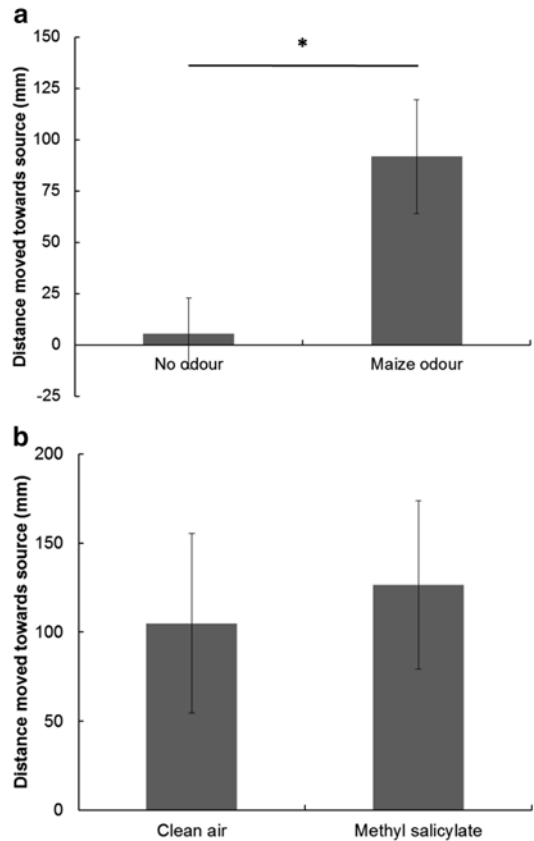 a
Distance moved towards source (mm)
150
125
100
75
50
25
0
-25
*
No odour
Maize odour
b
Distance moved towards source (mm)
200
150
100
50
0
Clean air
Methyl salicylate